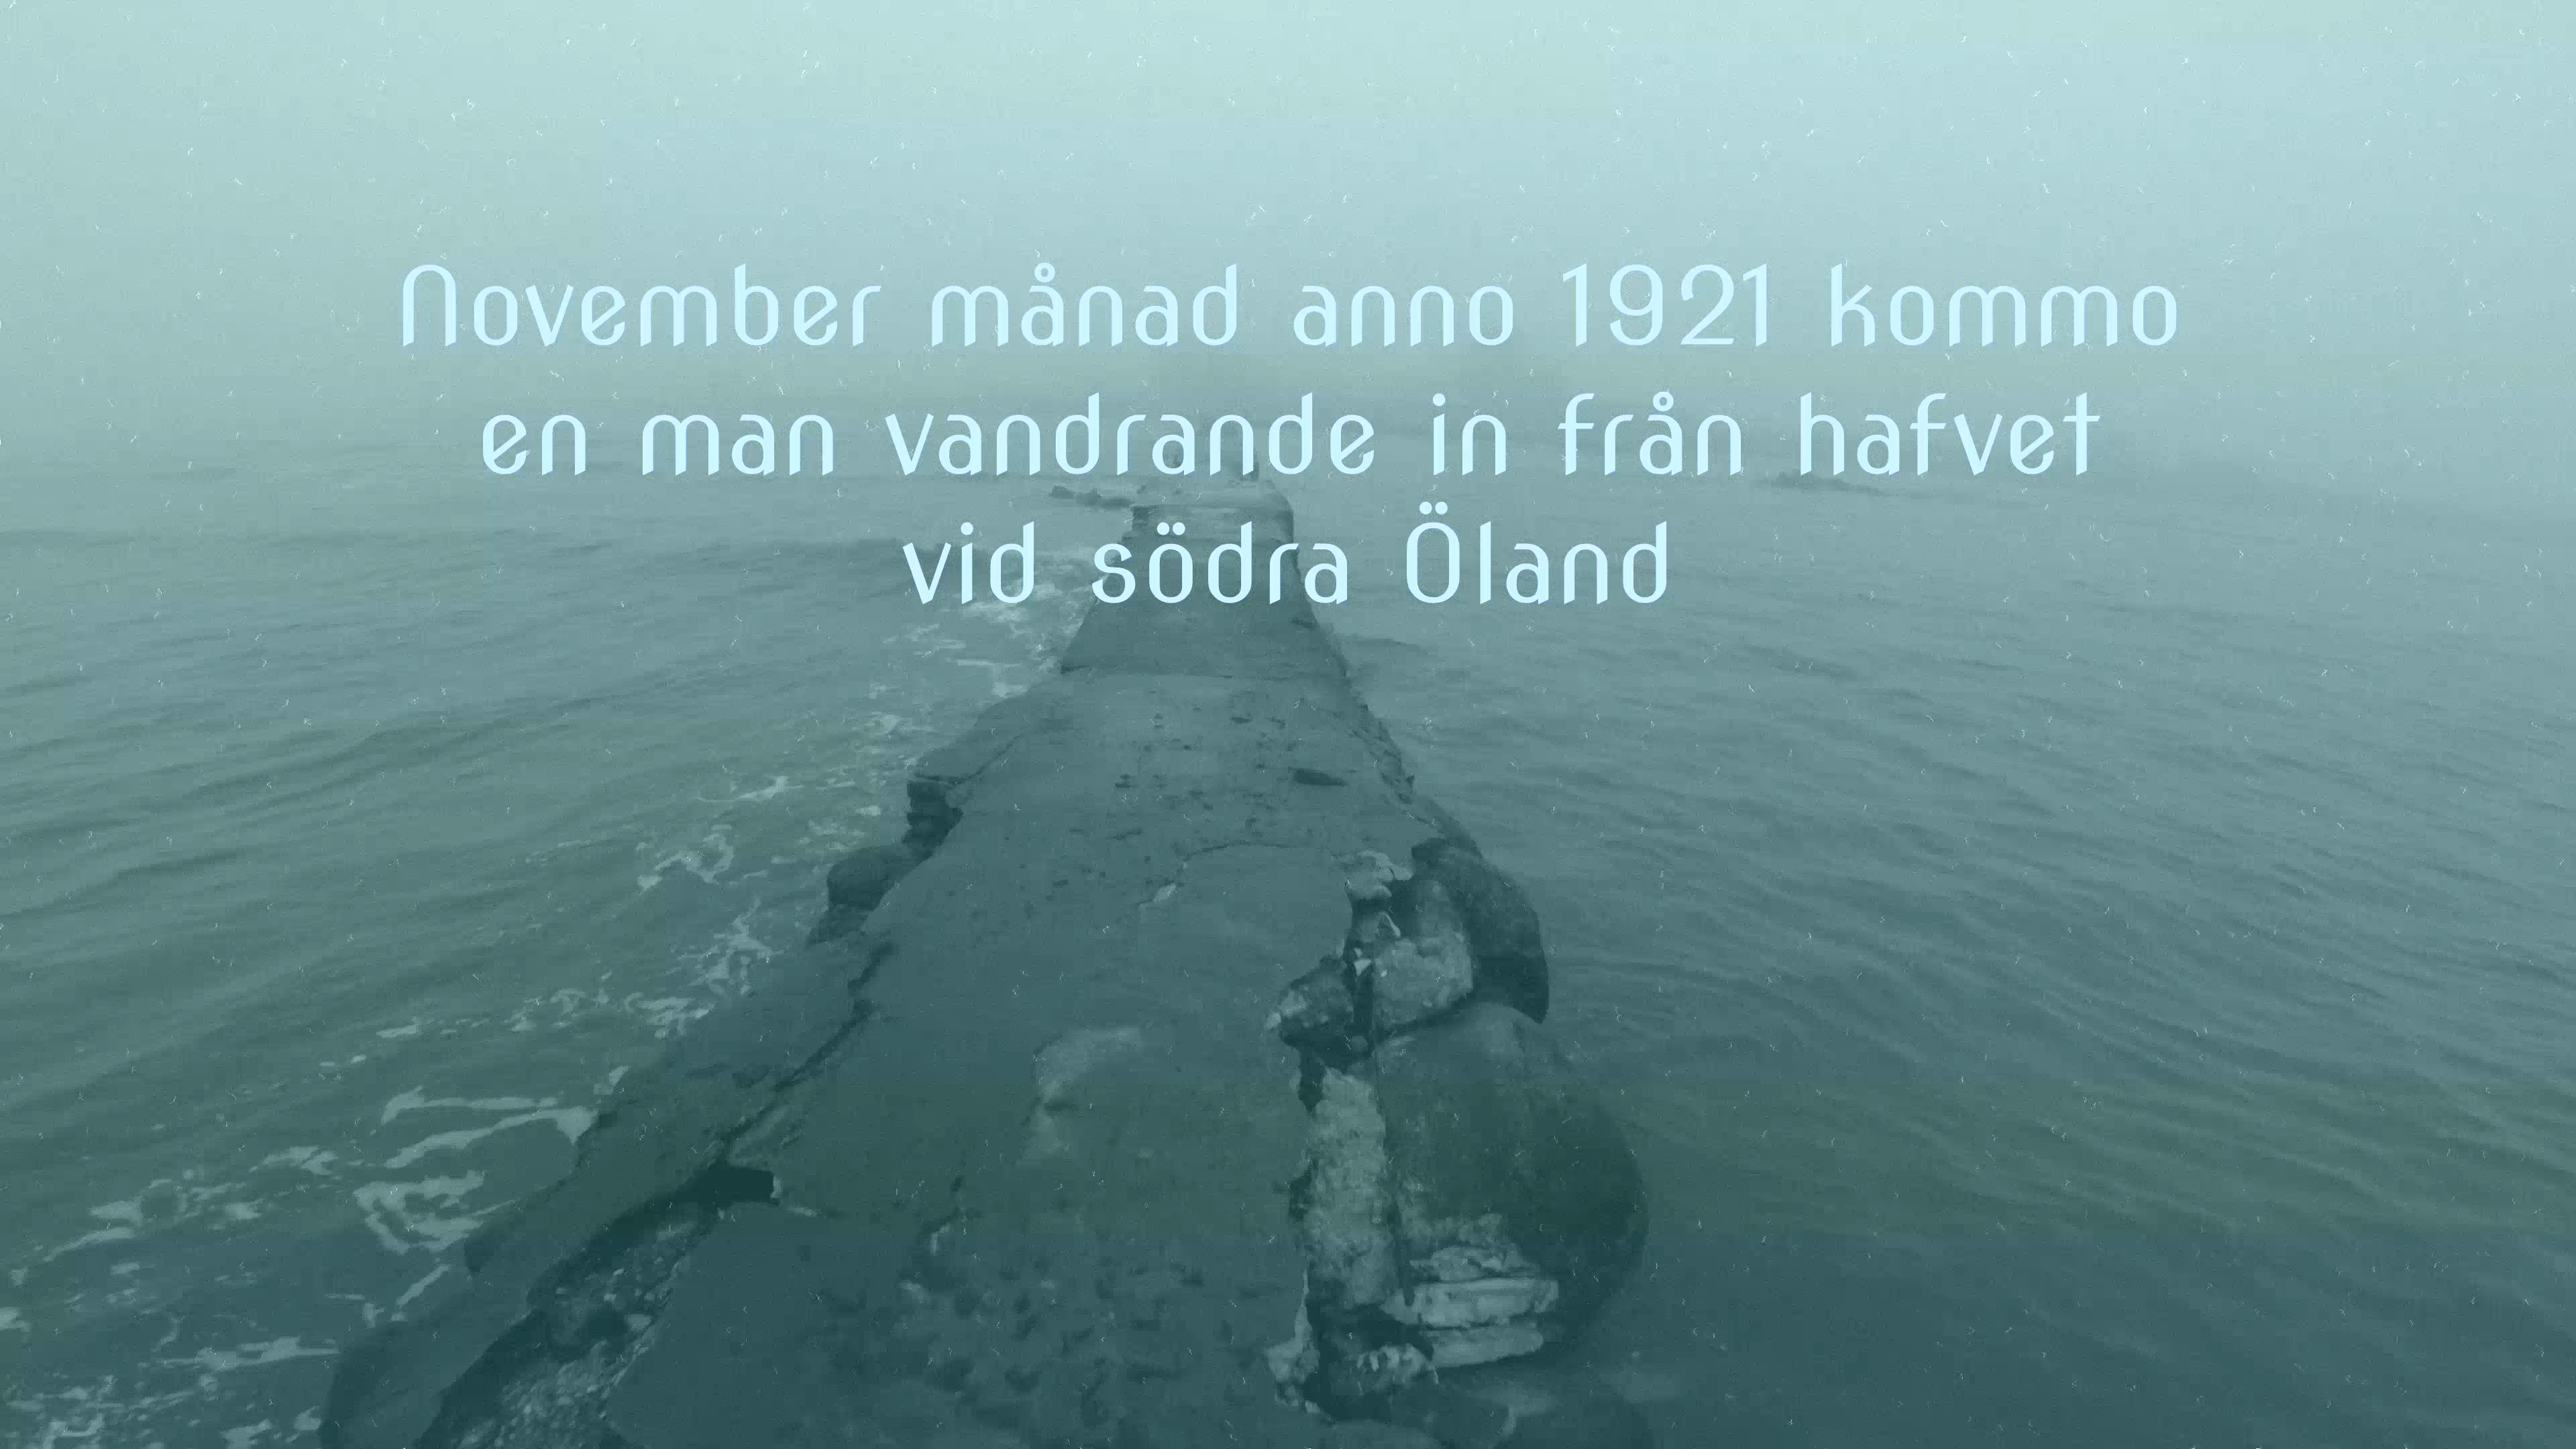 November månad anno 1921 kommo
en man vandrande in från hafvet
vid södra Öland